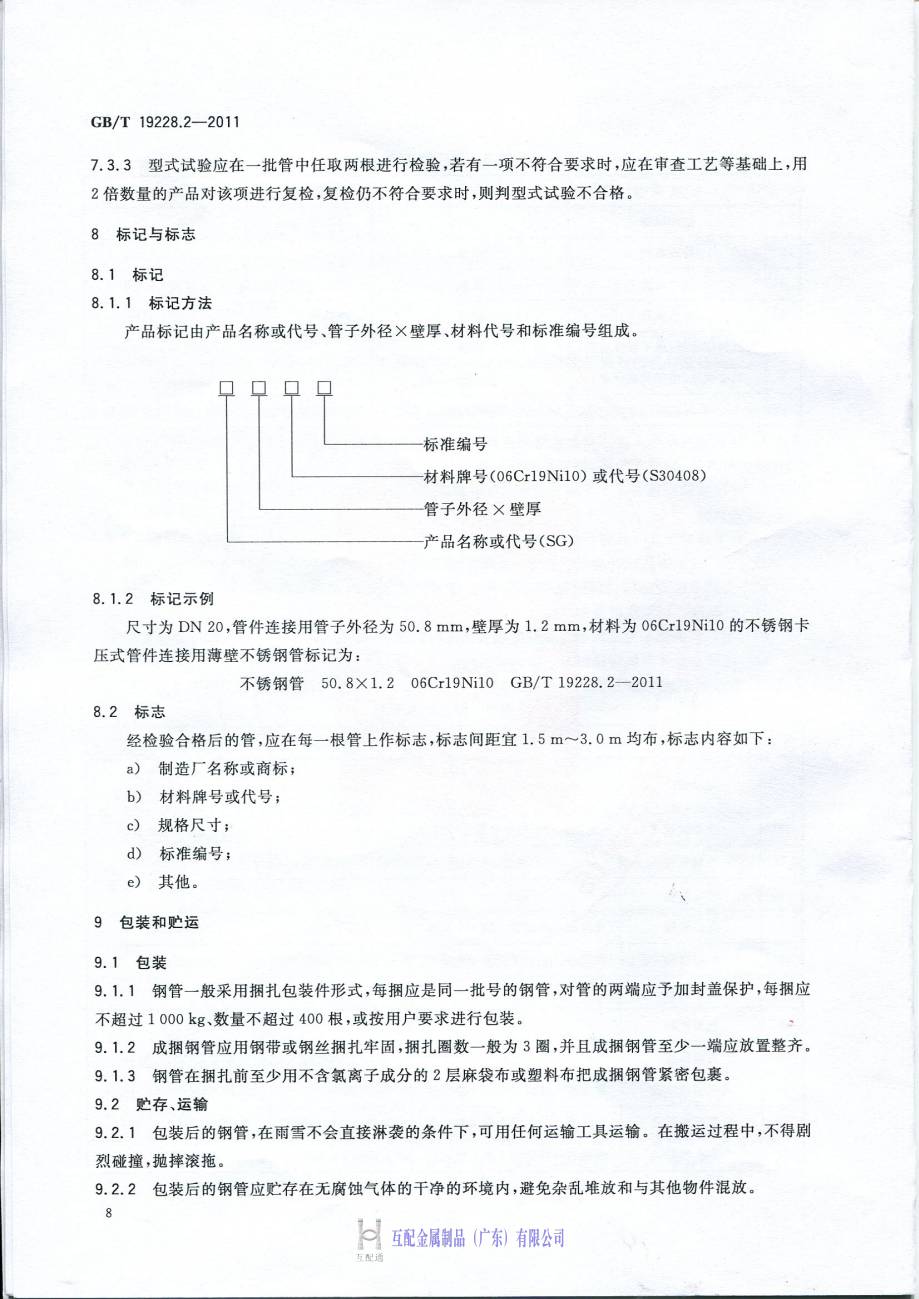 GB/T 19228.2—2011
7.3.3 型式试验应在一批管中任取两根进行检验,若有一项不符合要求时,应在审查工艺等基础上,用
2 倍数量的产品对该项进行复检,复检仍不符合要求时,则判型式试验不合格。
8 标记与标志
8.1 标记
8.1.1 标记方法
产品标记由产品名称或代号、管子外径×壁厚、材料代号和标准编号组成。
□ □ □ □
标准编号
材料牌号(06Cr19Ni10) 或代号(S30408)
管子外径×壁厚
产品名称或代号(SG)
8.1.2 标记示例
尺寸为 DN 20,管件连接用管子外径为 50.8 mm,壁厚为 1.2 mm,材料为 06Cr19Ni10 的不锈钢卡
压式管件连接用薄壁不锈钢管标记为:
不锈钢管 50.8×1.2 06Cr19Ni10 GB/T 19228.2—2011
8.2 标志
经检验合格后的管,应在每一根管上作标志,标志间距宜 1.5 m~3.0 m 均布,标志内容如下:
a) 制造厂名称或商标;
b) 材料牌号或代号;
c) 规格尺寸;
d) 标准编号;
e) 其他。
9 包装和贮运
9.1 包装
9.1.1 钢管一般采用捆扎包装件形式,每捆应是同一批号的钢管,对管的两端应予加封盖保护,每捆应
不超过 1 000 kg、数量不超过 400 根,或按用户要求进行包装。
9.1.2 成捆钢管应用钢带或钢丝捆扎牢固,捆扎圈数一般为 3 圈,并且成捆钢管至少一端应放置整齐。
9.1.3 钢管在捆扎前至少用不含氯离子成分的 2 层麻袋布或塑料布把成捆钢管紧密包裹。
9.2 贮存、运输
9.2.1 包装后的钢管,在雨雪不会直接淋袭的条件下,可用任何运输工具运输。在搬运过程中,不得剧
烈碰撞,抛摔滚拖。
9.2.2 包装后的钢管应贮存在无腐蚀气体的干净的环境内,避免杂乱堆放和与其他物件混放。
8
互配通
互配金属制品（广东）有限公司